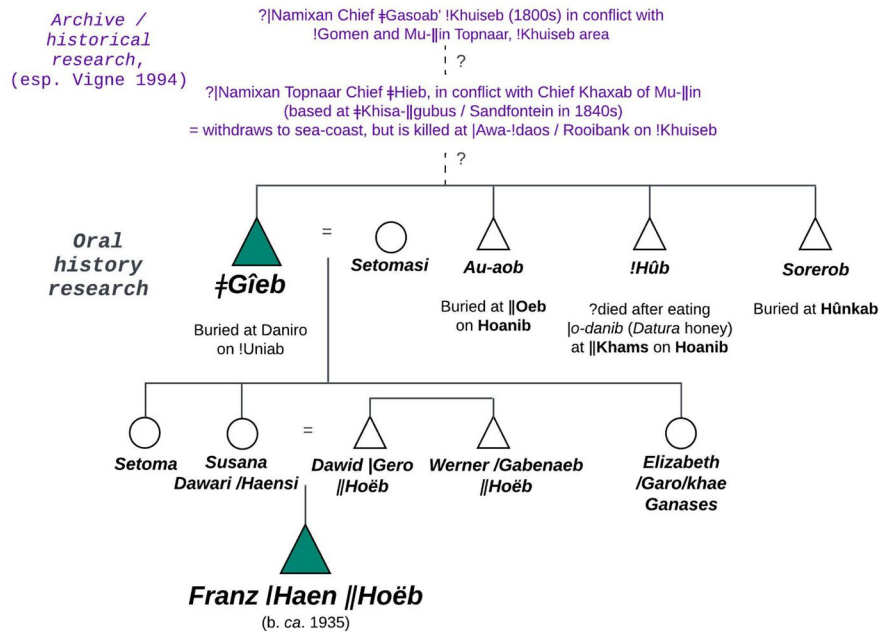 Archive /
historical
research,
(esp. Vigne 1994)
?|Namixan Chief ǂGasoab' !Khuiseb (1800s) in conflict with
!Gomen and Mu-ǁin Topnaar, !Khuiseb area
?
?|Namixan Topnaar Chief ǂHieb, in conflict with Chief Khaxab of Mu-ǁin
(based at ǂKhisa-ǁgubus / Sandfontein in 1840s)
= withdraws to sea-coast, but is killed at |Awa-!daos / Rooibank on !Khuiseb
?
Oral
history
research
=
ǂGîeb
Setomasi
Au-aob
!Hûb
Sorerob
Buried at Daniro
on !Uniab
Buried at ǁOeb
on Hoanib
?died after eating
|o-danib (Datura honey)
at ǁKhams on Hoanib
Buried at Hûnkab
=
Setoma
Susana
Dawari /Haensi
Dawid |Gero
ǁHoëb
Werner /Gabenaeb
ǁHoëb
Elizabeth
/Garo/khae
Ganases
Franz |Haen ǁHoëb
(b. ca. 1935)